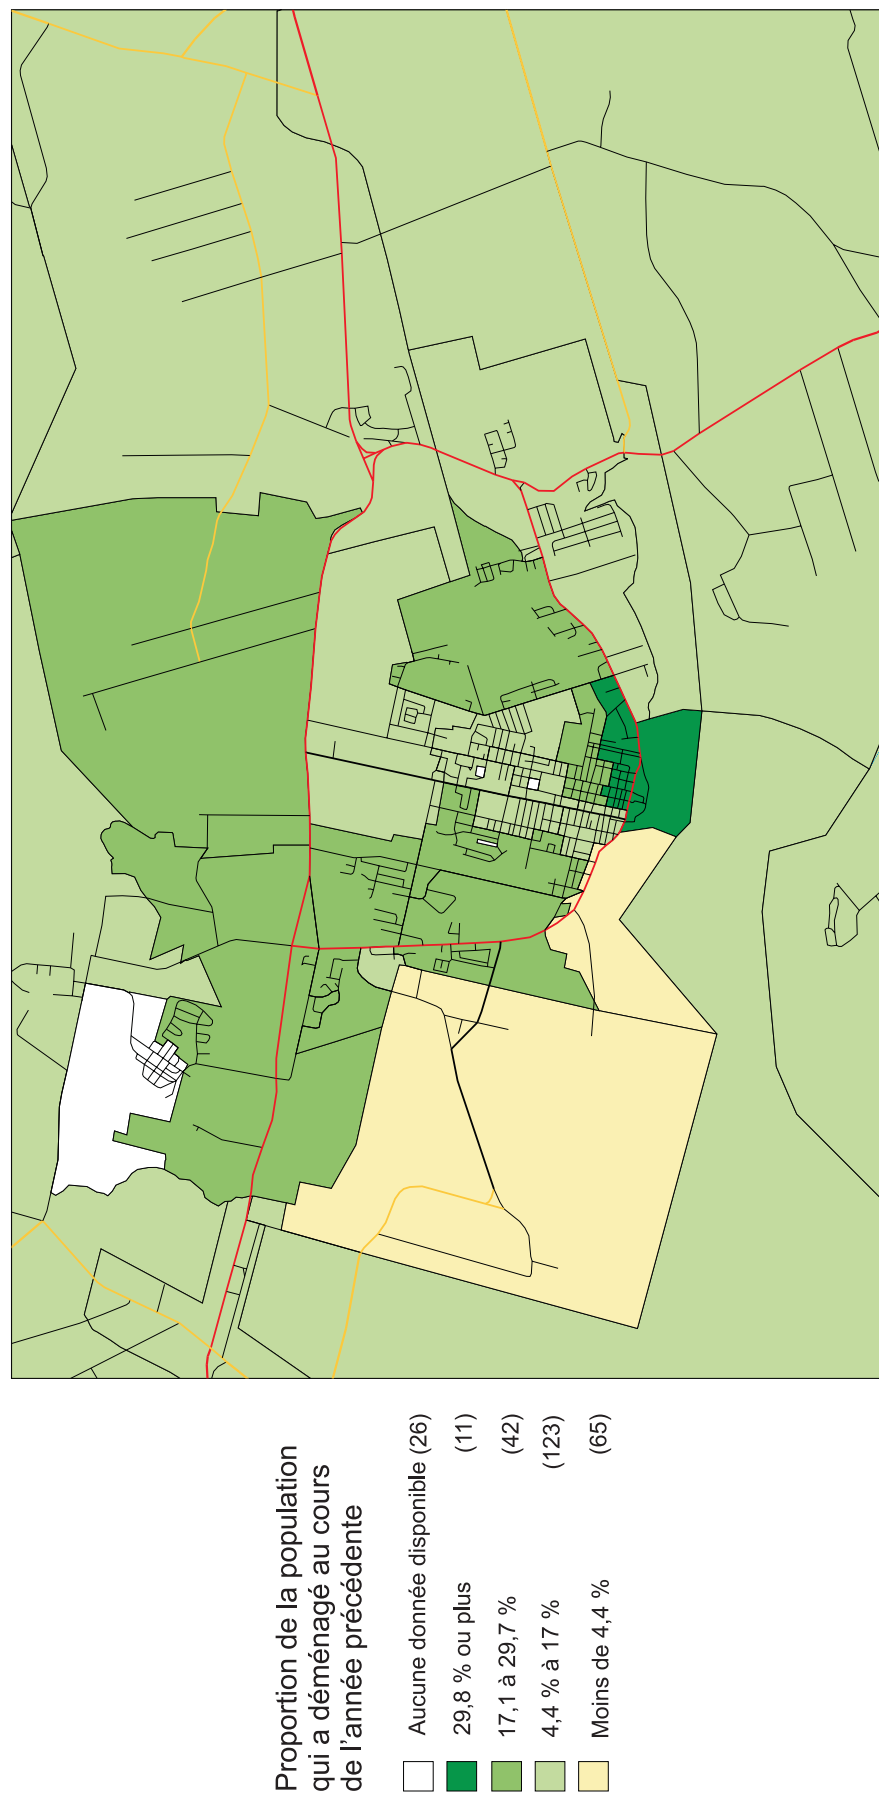 Proportion de la population
qui a déménagé au cours
de l'année précédente
Aucune donnée disponible (26)
29,8 % ou plus (11)
17,1 à 29,7 % (42)
4,4 % à 17 % (123)
Moins de 4,4 % (65)